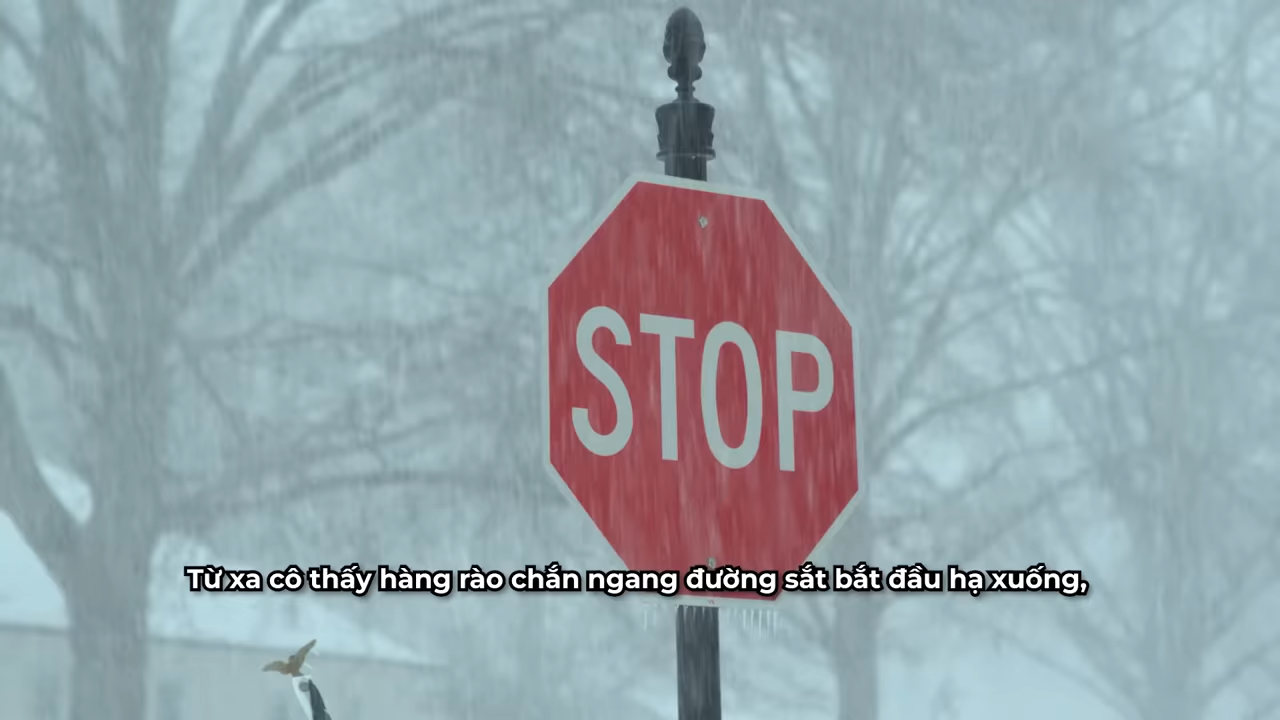 STOP
Từ xa cô thấy hàng rào chắn ngang đường sắt bắt đầu hạ xuống,